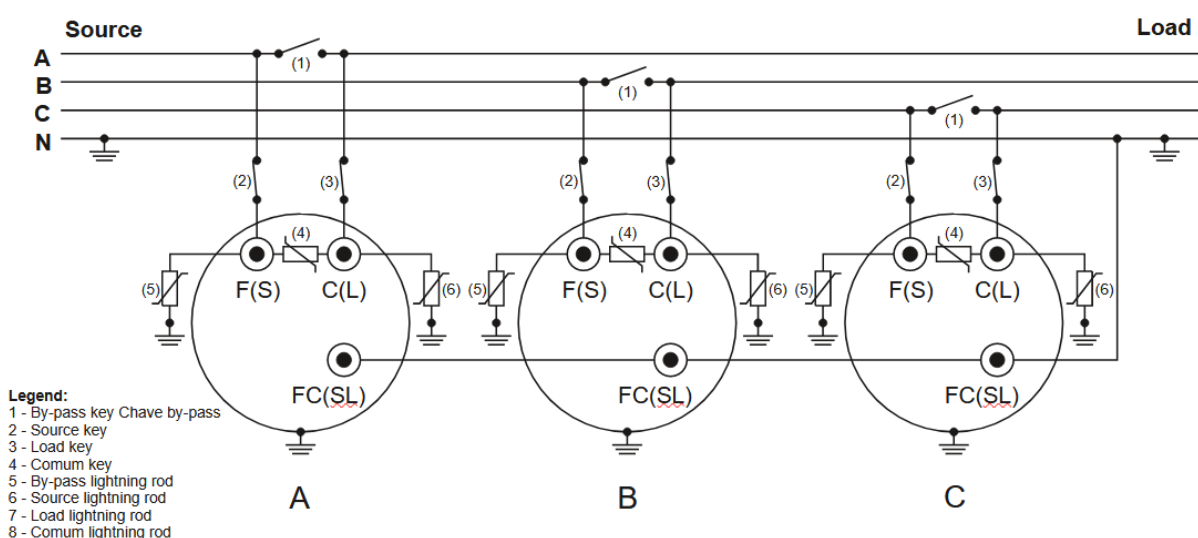 Source
Load
A
(1)
B
(1)
C
(1)
N
(2)
(3)
(2)
(3)
(2)
(3)
(4)
(4)
(4)
(5)
F(S)
C(L)
(6)
(5)
F(S)
C(L)
(6)
(5)
F(S)
C(L)
(6)
FC(SL)
FC(SL)
FC(SL)
Legend:
1 - By-pass key Chave by-pass
2 - Source key
3 - Load key
4 - Comum key
5 - By-pass lightning rod
6 - Source lightning rod
7 - Load lightning rod
8 - Comum lightning rod
A
B
C